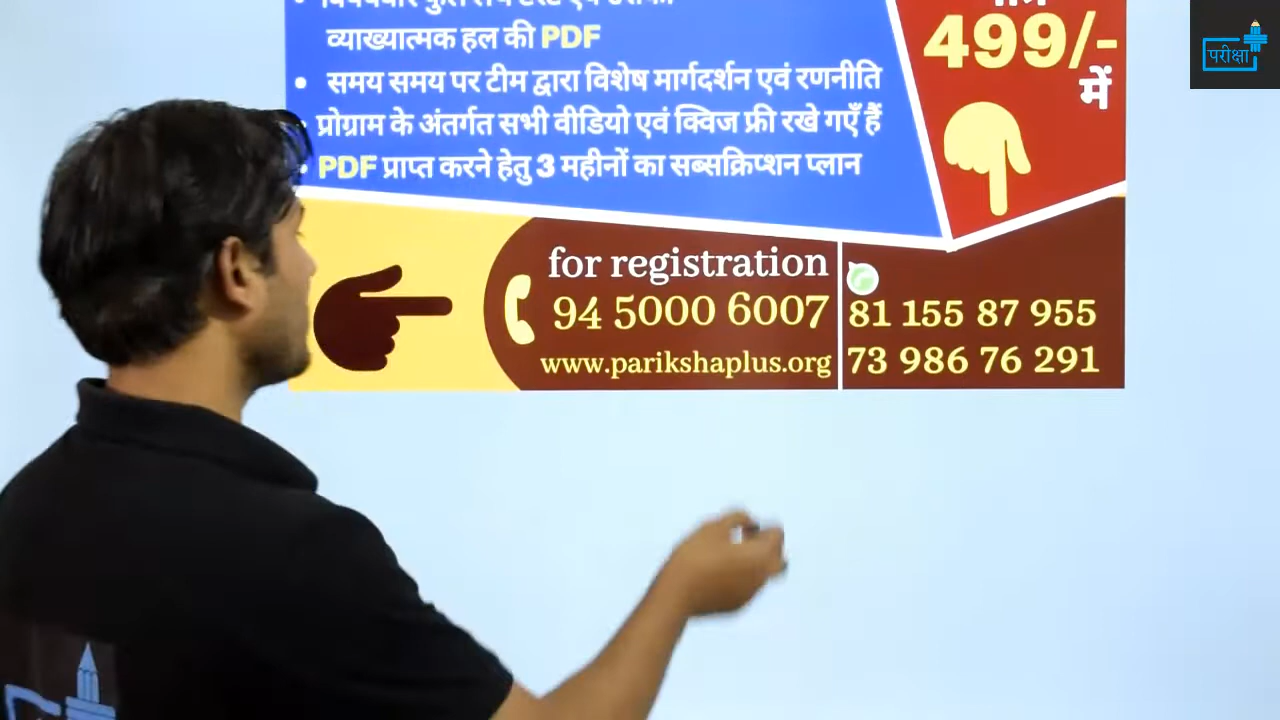 व्याख्यात्मक हल की PDF
• समय समय पर टीम द्वारा विशेष मार्गदर्शन एवं रणनीति
• प्रोग्राम के अंतर्गत सभी वीडियो एवं क्विज फ्री रखे गएँ हैं
• PDF प्राप्त करने हेतु 3 महीनों का सब्सक्रिप्शन प्लान
499/-
में
for registration
94 5000 6007
www.parikshaplus.org
81 155 87 955
73 986 76 291
परीक्षा